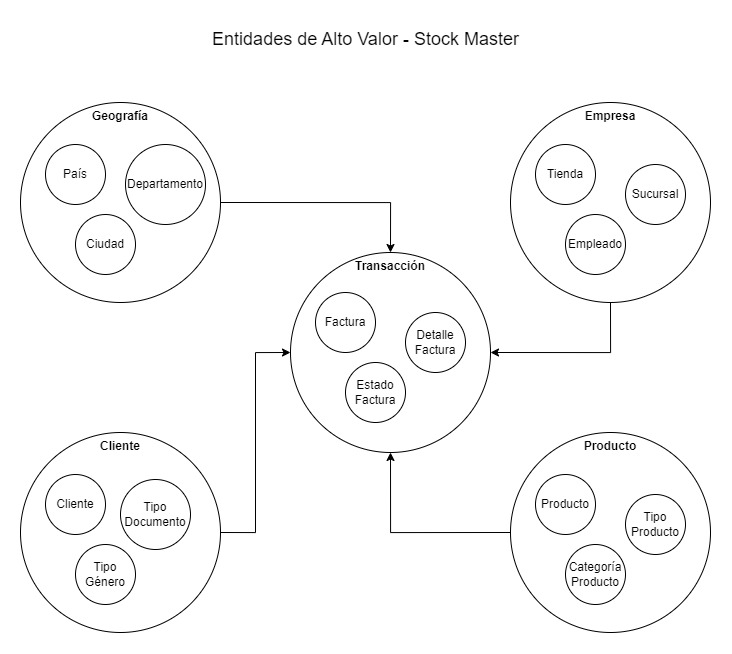 Entidades de Alto Valor - Stock Master
Geografía
País
Departamento
Ciudad
Empresa
Tienda
Sucursal
Empleado
Transacción
Factura
Detalle
Factura
Estado
Factura
Cliente
Cliente
Tipo
Documento
Tipo
Género
Producto
Producto
Tipo
Producto
Categoría
Producto